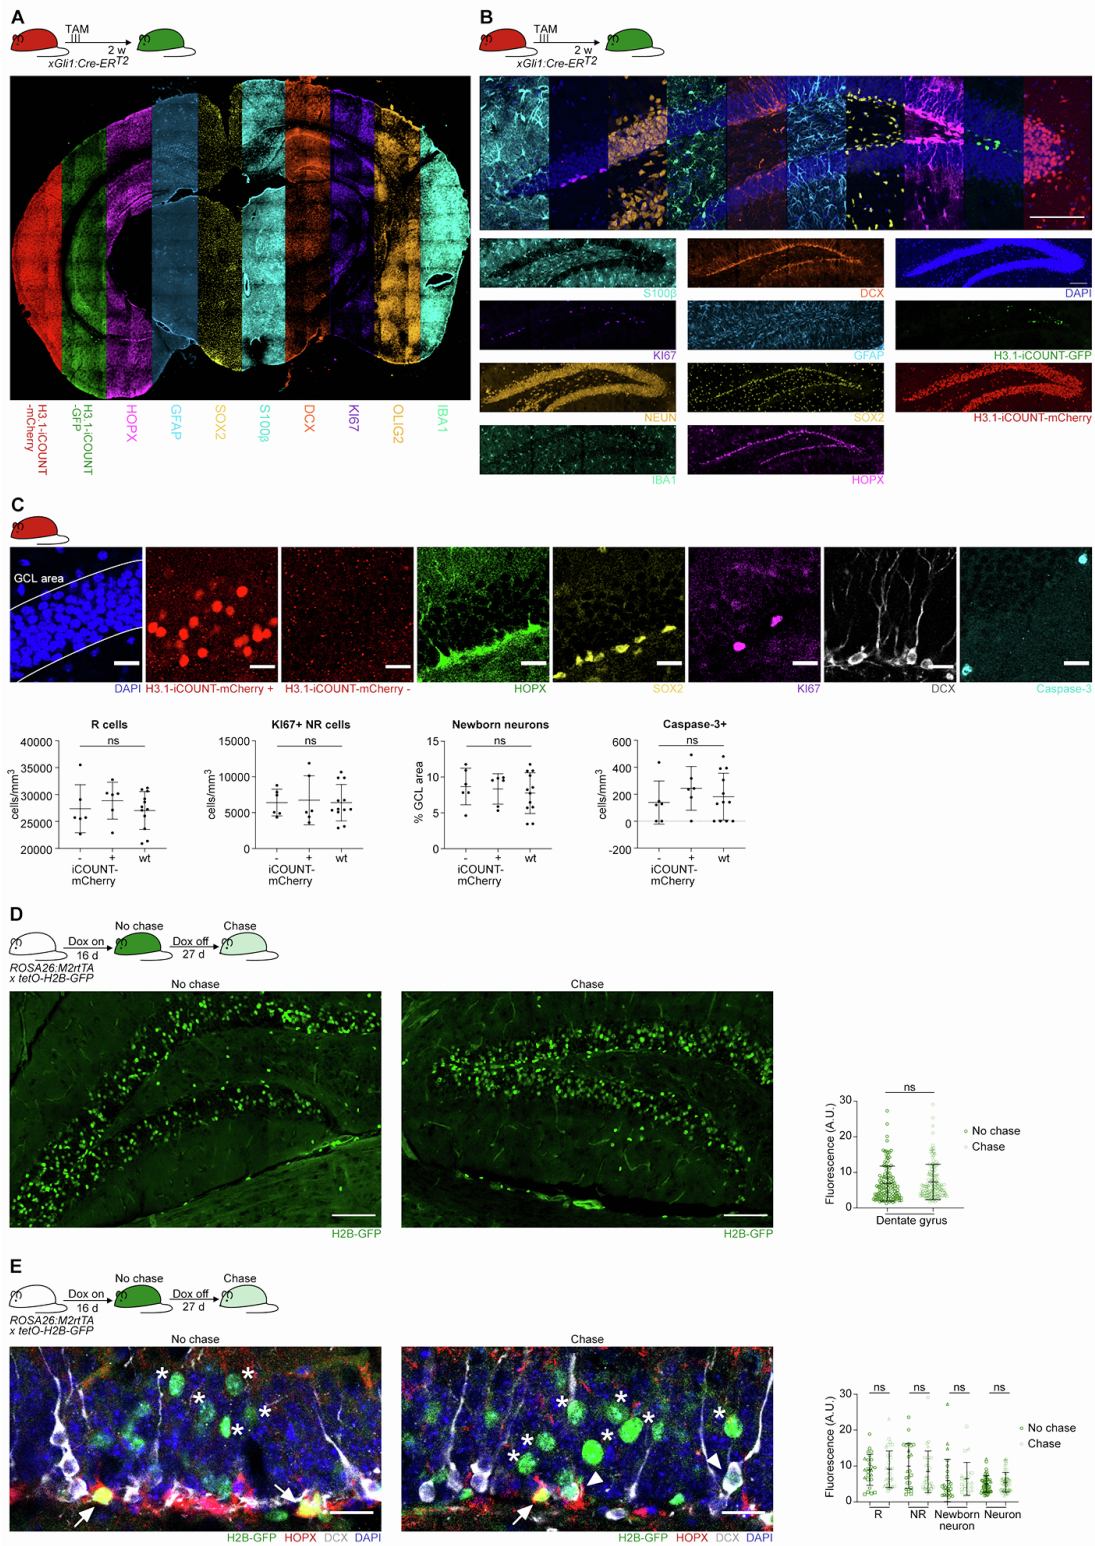 A
TAM
2 w
xGli1:Cre-ERT2
H3.1-iCOUNT
-mCherry
H3.1-iCOUNT
-GFP
HOPX
GFAP
SOX2
S100β
DCX
KI67
OLIG2
IBA1
B
TAM
2 w
xGli1:Cre-ERT2
S100β
DCX
DAPI
KI67
GFAP
H3.1-iCOUNT-GFP
NEUN
SOX2
H3.1-iCOUNT-mCherry
IBA1
HOPX
C
GCL area
DAPI
H3.1-iCOUNT-mCherry +
H3.1-iCOUNT-mCherry -
HOPX
SOX2
KI67
DCX
Caspase-3
R cells
ns
cells/mm3
40000
35000
30000
25000
20000
- + wt
iCOUNT-
mCherry
KI67+ NR cells
ns
cells/mm3
15000
10000
5000
0
- + wt
iCOUNT-
mCherry
Newborn neurons
ns
% GCL area
15
10
5
0
- + wt
iCOUNT-
mCherry
Caspase-3+
ns
cells/mm3
600
400
200
0
-200
- + wt
iCOUNT-
mCherry
D
No chase
Chase
Dox on
16 d
Dox off
27 d
ROSA26:M2rtTA
x tetO-H2B-GFP
No chase
H2B-GFP
Chase
H2B-GFP
ns
Fluorescence (A.U.)
30
20
10
0
Dentate gyrus
No chase
Chase
E
No chase
Chase
Dox on
16 d
Dox off
27 d
ROSA26:M2rtTA
x tetO-H2B-GFP
No chase
* * * * *
H2B-GFP HOPX DCX DAPI
Chase
* * * * * *
H2B-GFP HOPX DCX DAPI
ns ns ns ns
Fluorescence (A.U.)
30
20
10
0
R NR Newborn Neuron
neuron
No chase
Chase